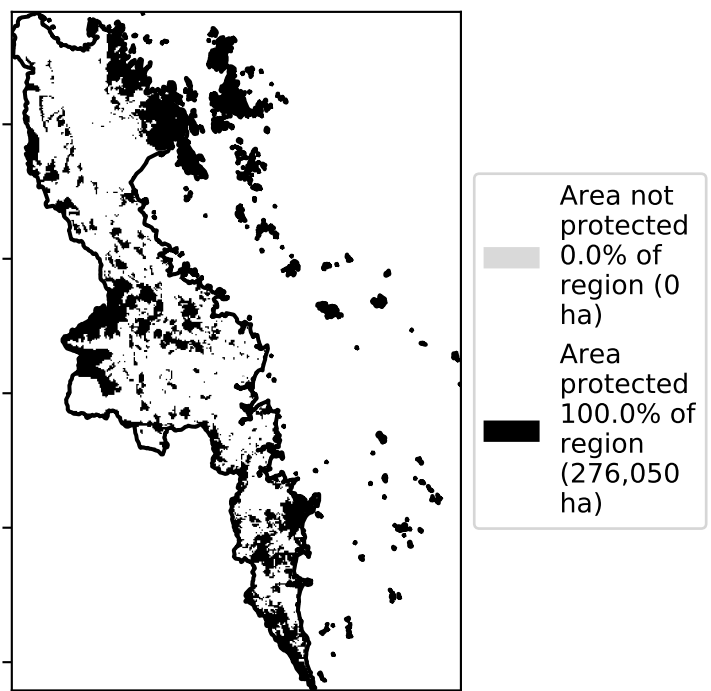 Area not
protected
0.0% of
region (0
ha)
Area
protected
100.0% of
region
(276,050
ha)